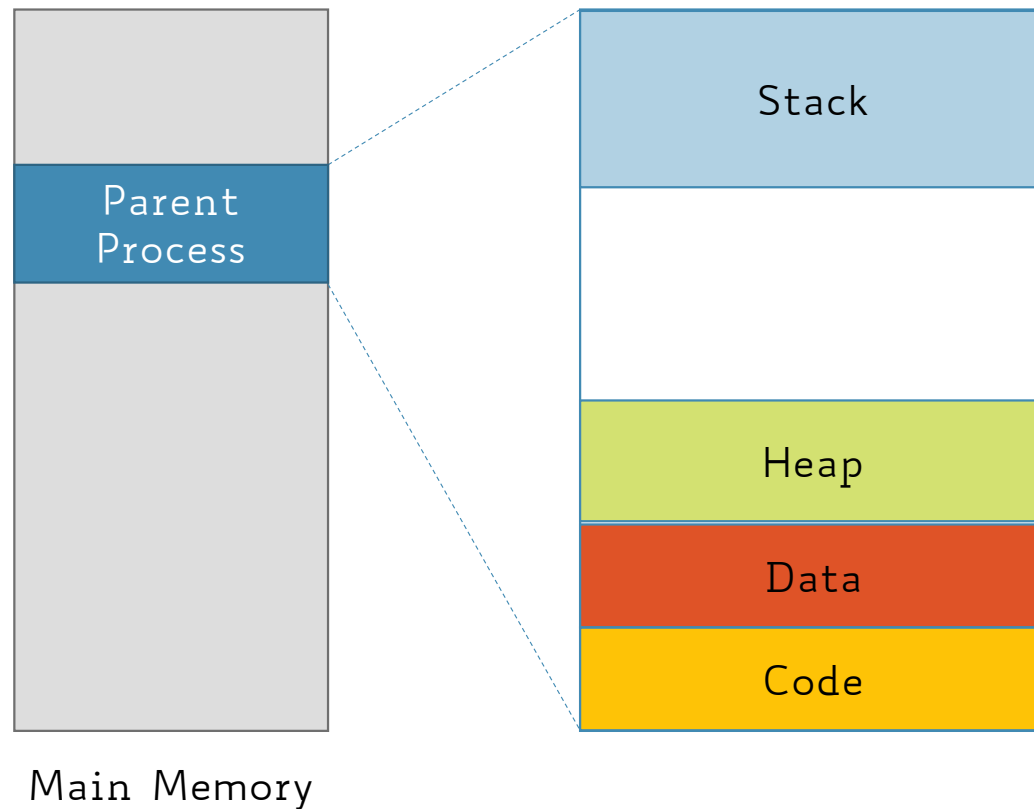 Parent
Process
Main Memory
Stack
Heap
Data
Code